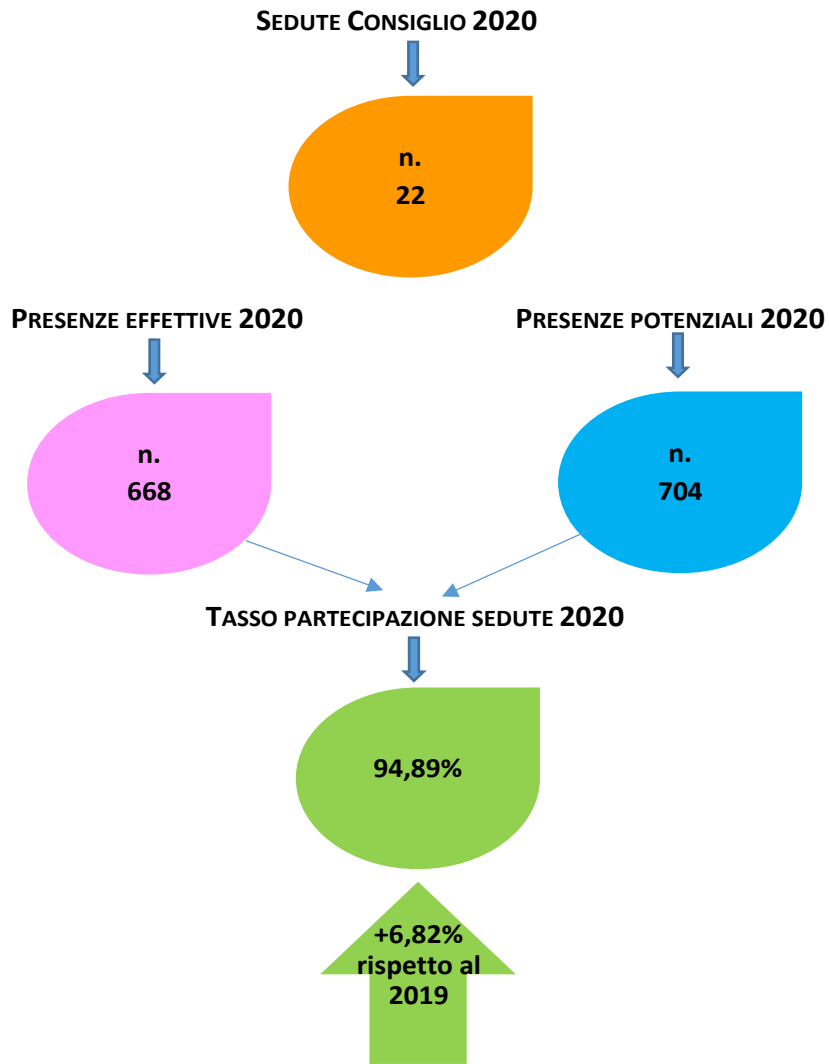 SEDUTE CONSIGLIO 2020
n.
22
PRESENZE EFFETTIVE 2020
PRESENZE POTENZIALI 2020
n.
668
n.
704
TASSO PARTECIPAZIONE SEDUTE 2020
94,89%
+6,82%
rispetto al
2019